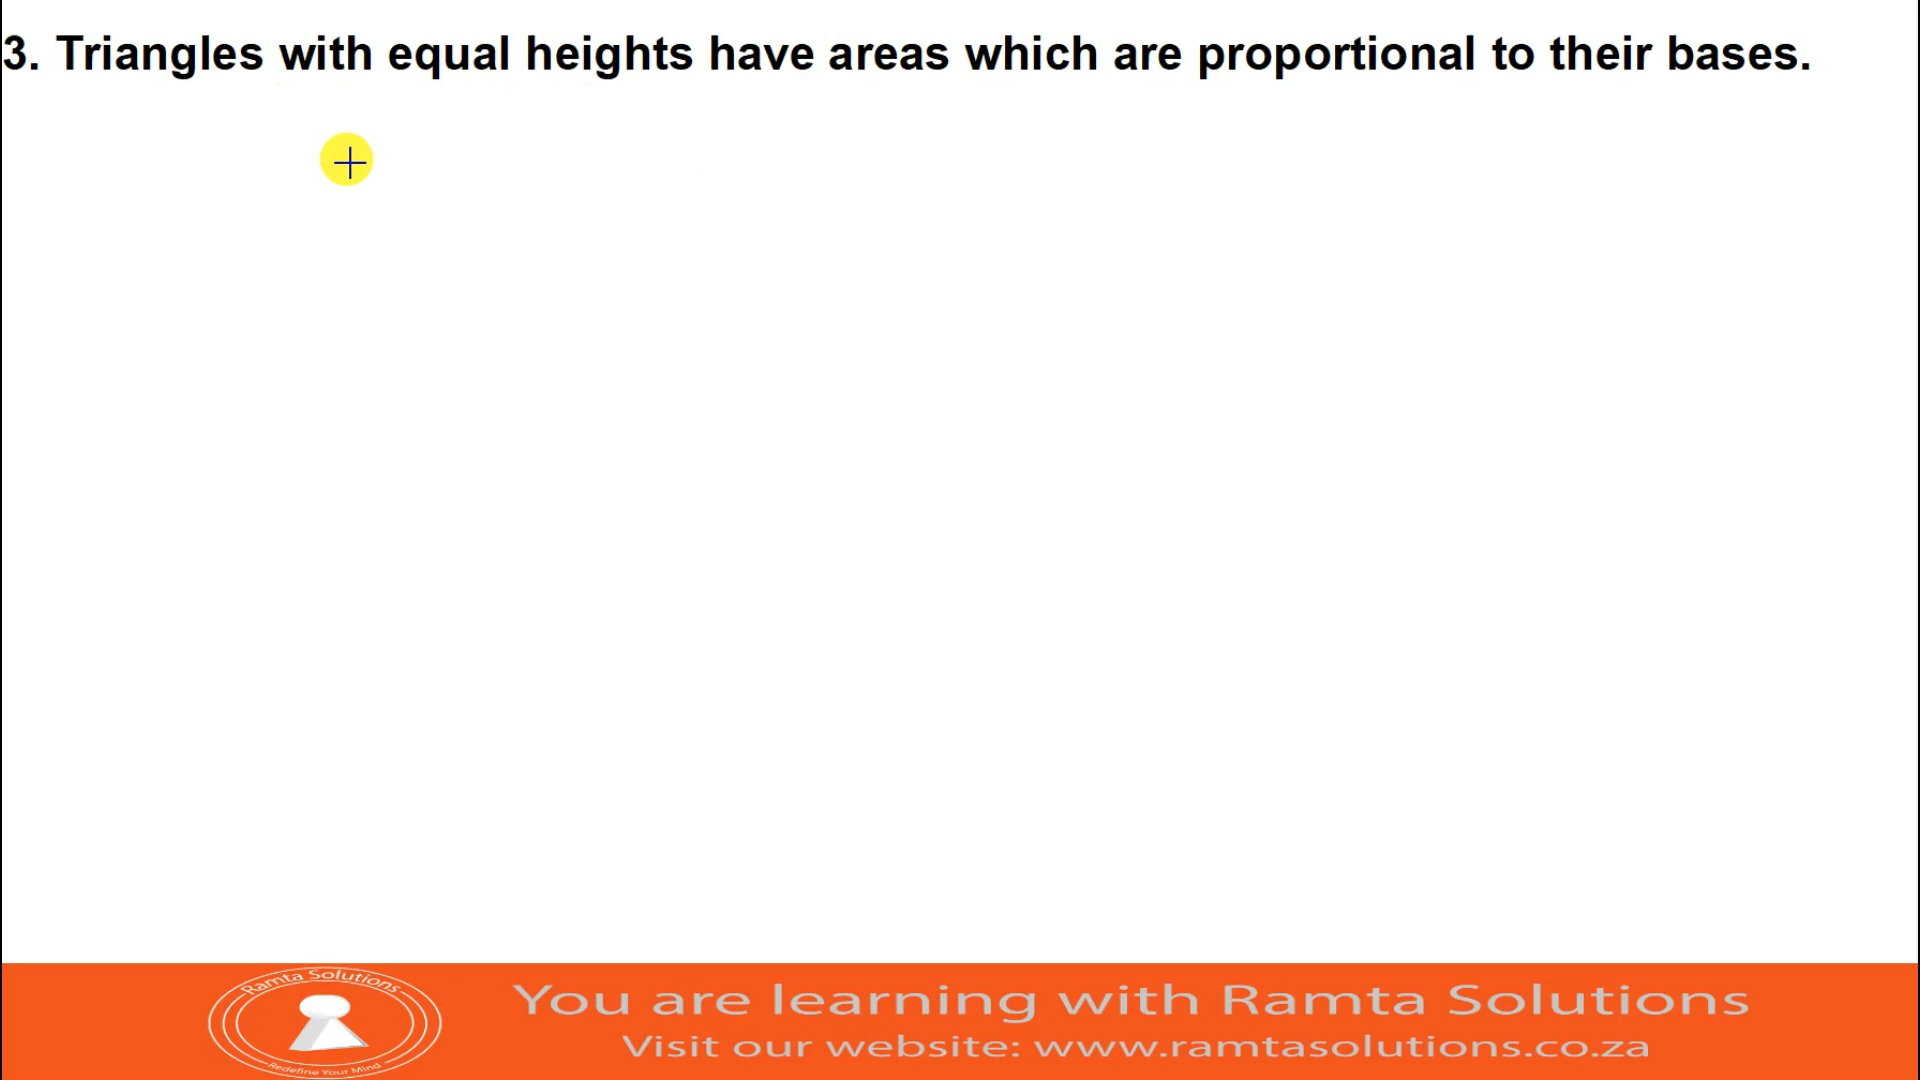 3. Triangles with equal heights have areas which are proportional to their bases.
Ramta Solutions
Redefine Your Mind
You are learning with Ramta Solutions
Visit our website: www.ramtasolutions.co.za